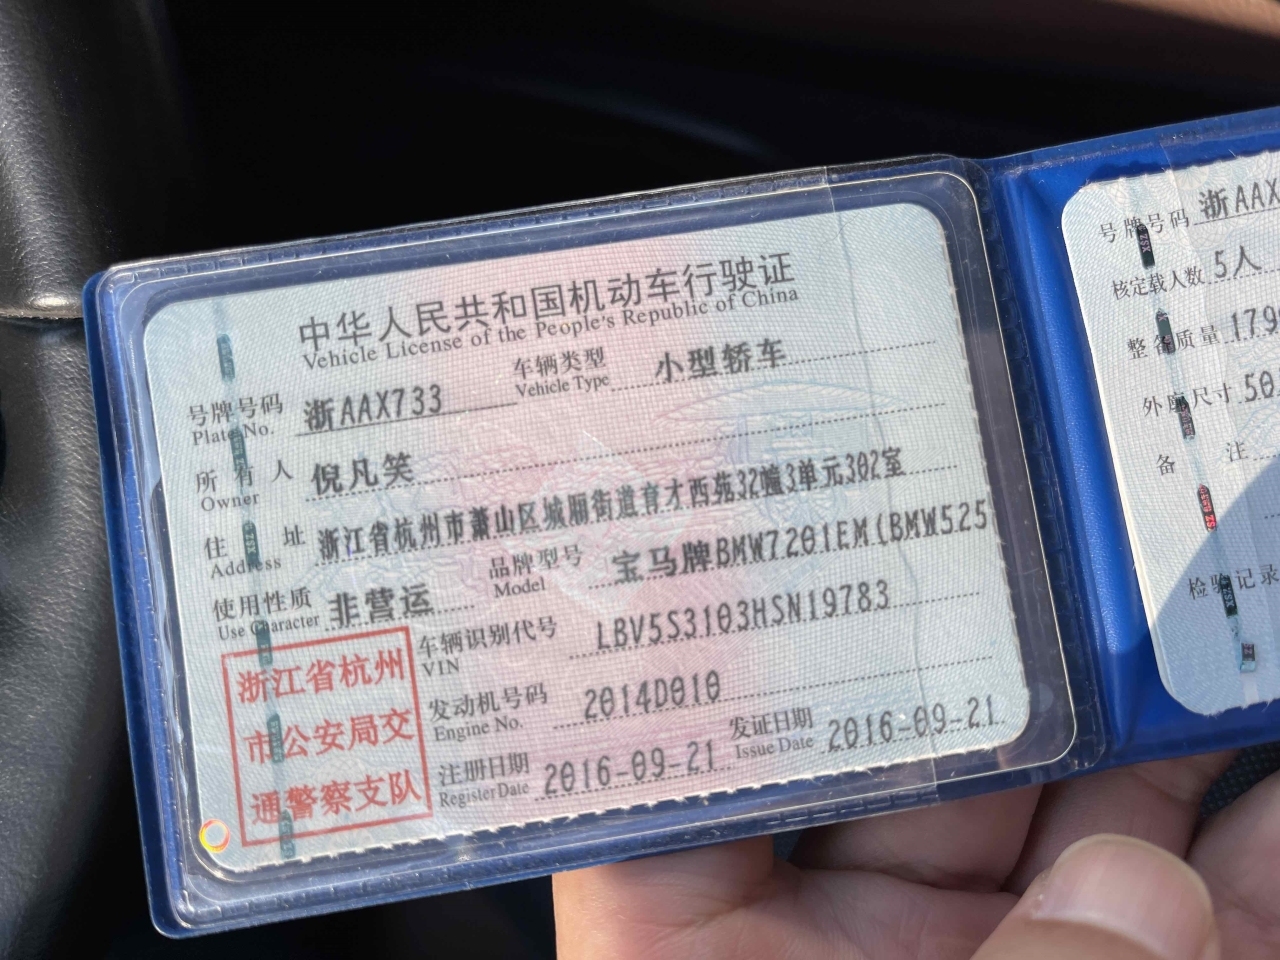 中华人民共和国机动车行驶证
Vehicle License of the People's Republic of China
号牌号码 浙AAX733 车辆类型 小型轿车
Plate No. Vehicle Type
所有人 倪凡笑
Owner
住址 浙江省杭州市萧山区城厢街道育才西苑32幢3单元302室
Address
使用性质 非营运 品牌型号 宝马牌BMW7201EM(BMW525
Use Character Model
车辆识别代号 LBV5S3103HSN19783
VIN
发动机号码 2014D010
Engine No.
注册日期 2016-09-21 发证日期 2016-09-21
Register Date Issue Date
浙江省杭州
市公安局交
通警察支队
号牌号码 浙AAX
核定载人数 5人
整备质量 179
外廓尺寸 50
备注
检验记录